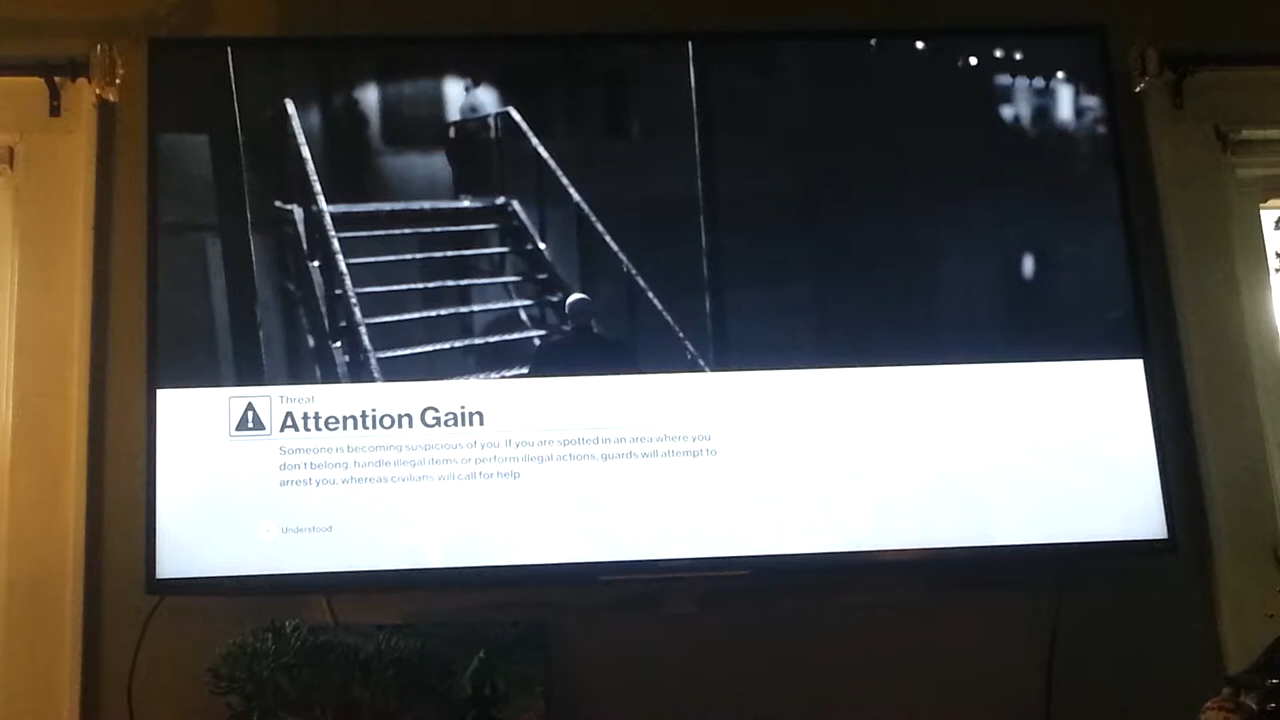 Threat
Attention Gain
Someone is becoming suspicious of you. If you are spotted in an area where you
don't belong, handle illegal items or perform illegal actions, guards will attempt to
arrest you, whereas civilians will call for help
Understood